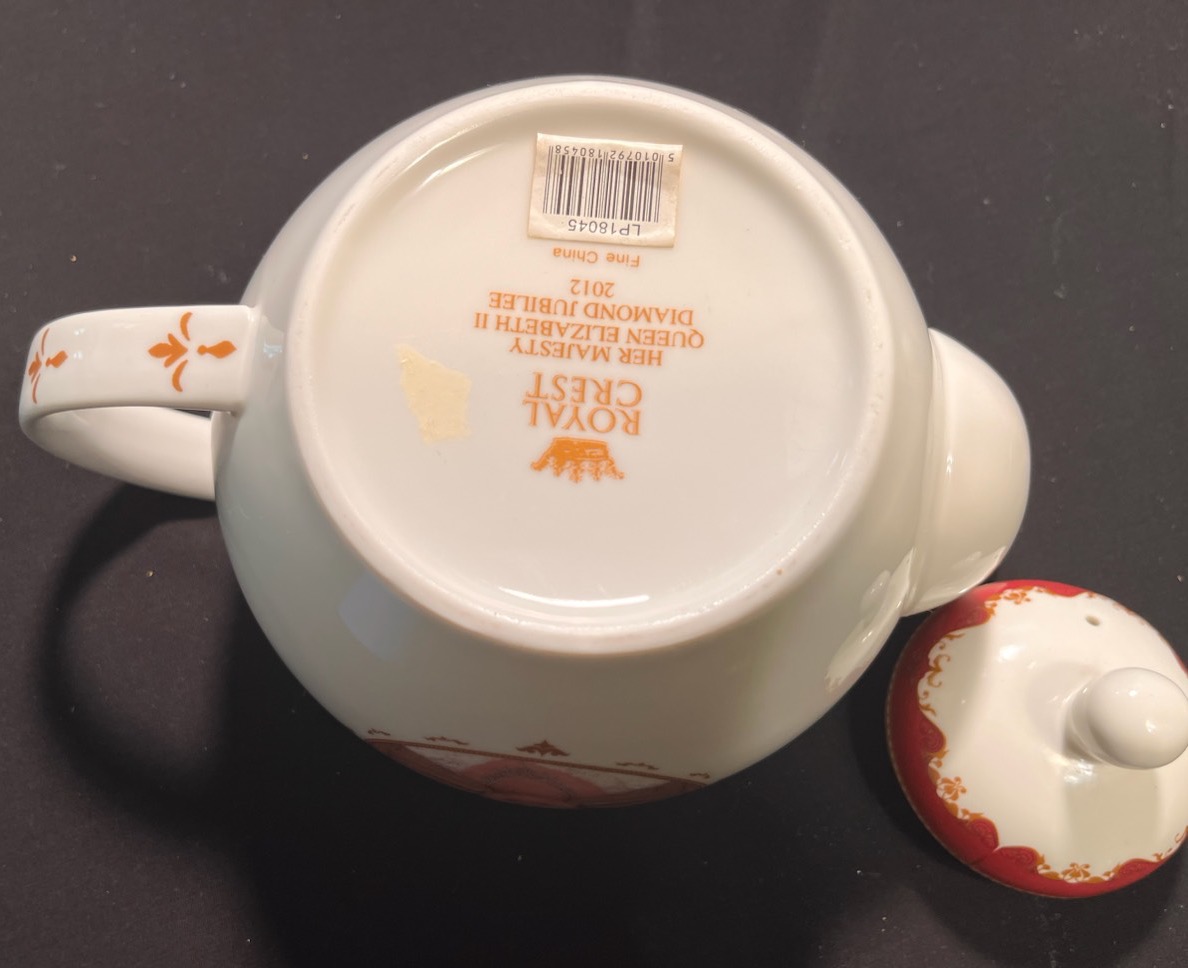 ROYAL
CREST
HER MAJESTY
QUEEN ELIZABETH II
DIAMOND JUBILEE
2012
Fine China
LP18045
5 010792 180458